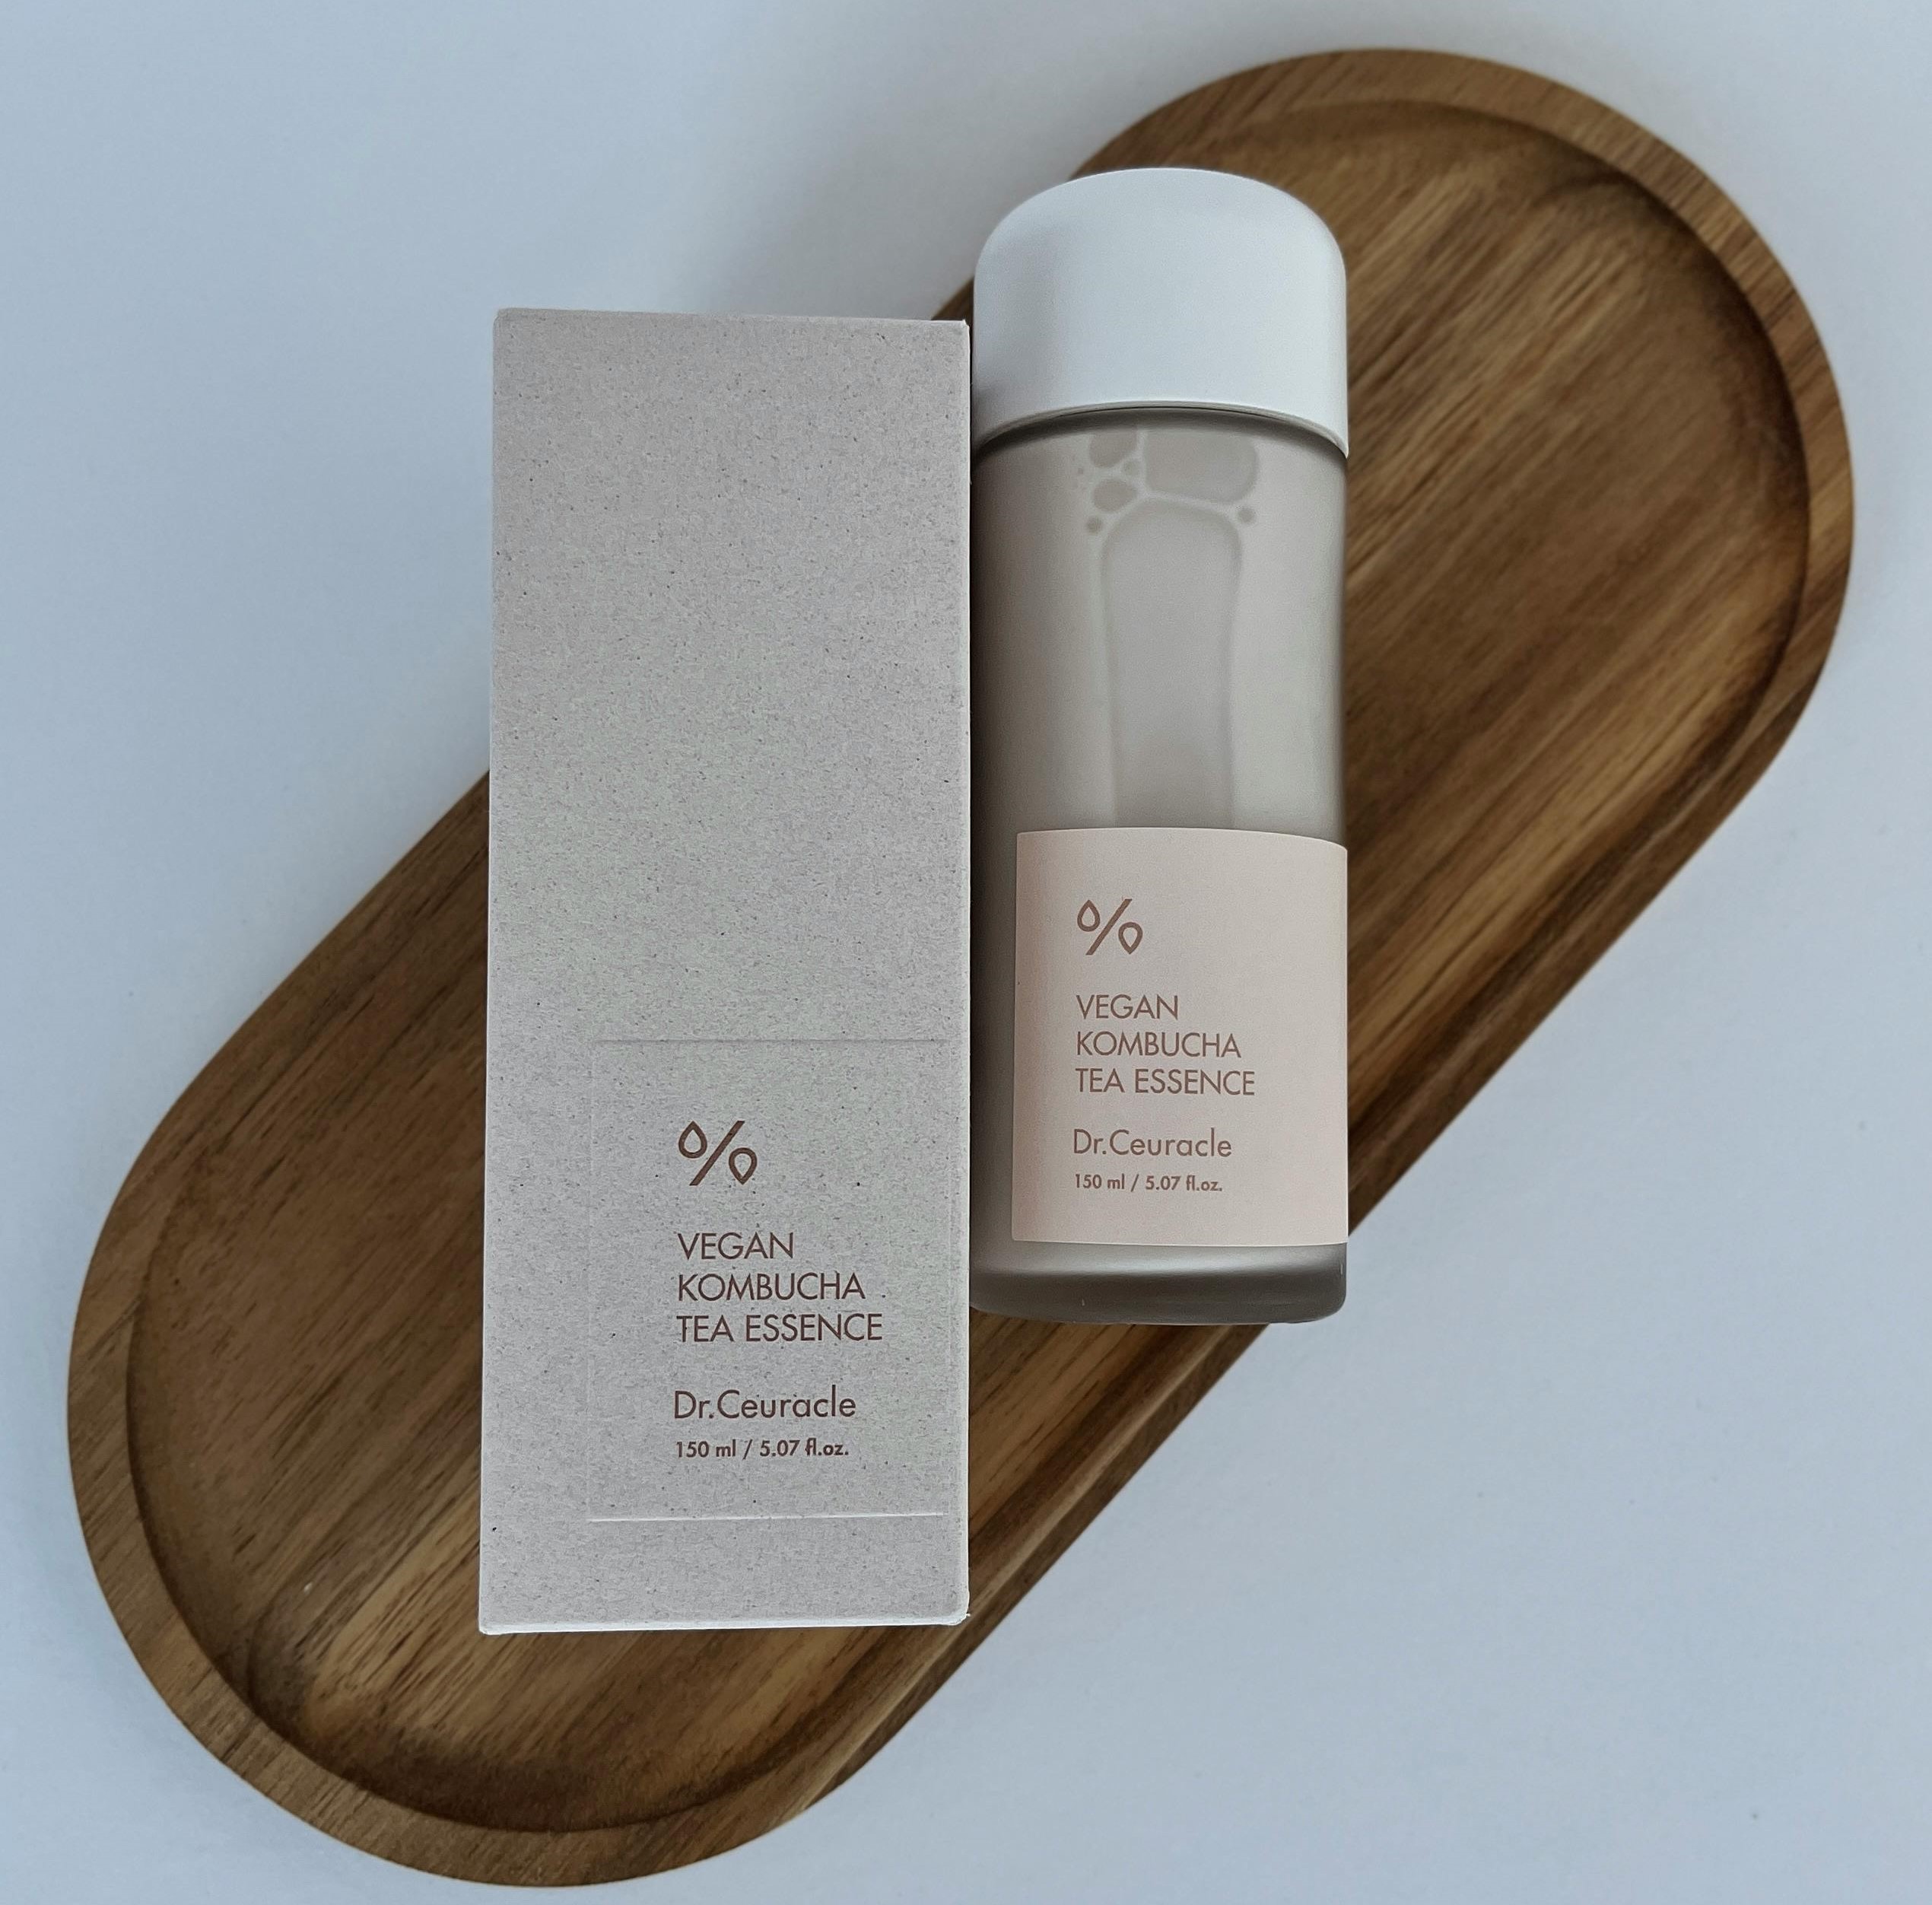 %
VEGAN
KOMBUCHA
TEA ESSENCE
Dr.Ceuracle
150 ml / 5.07 fl.oz.
%
VEGAN
KOMBUCHA
TEA ESSENCE
Dr.Ceuracle
150 ml / 5.07 fl.oz.